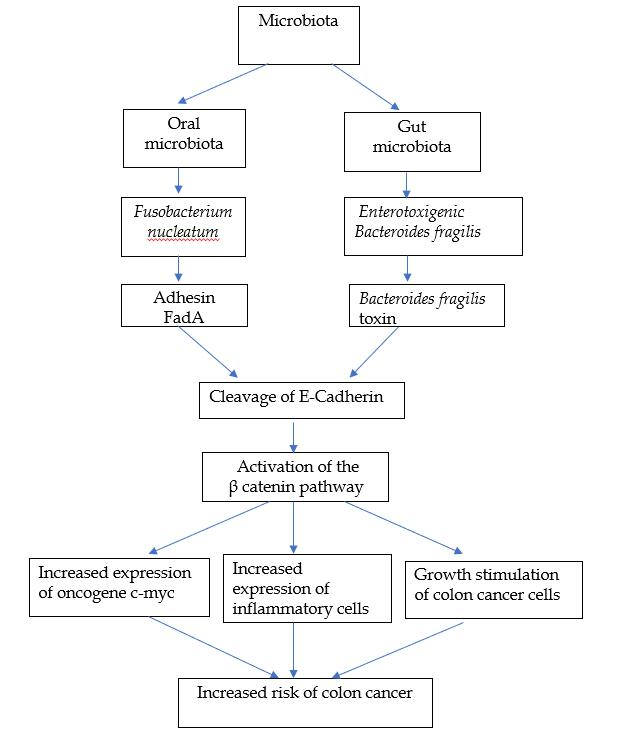 Microbiota
Oral
microbiota
Gut
microbiota
Fusobacterium
nucleatum
Enterotoxigenic
Bacteroides fragilis
Adhesin
FadA
Bacteroides fragilis
toxin
Cleavage of E-Cadherin
Activation of the
β catenin pathway
Increased expression
of oncogene c-myc
Increased
expression of
inflammatory cells
Growth stimulation
of colon cancer cells
Increased risk of colon cancer